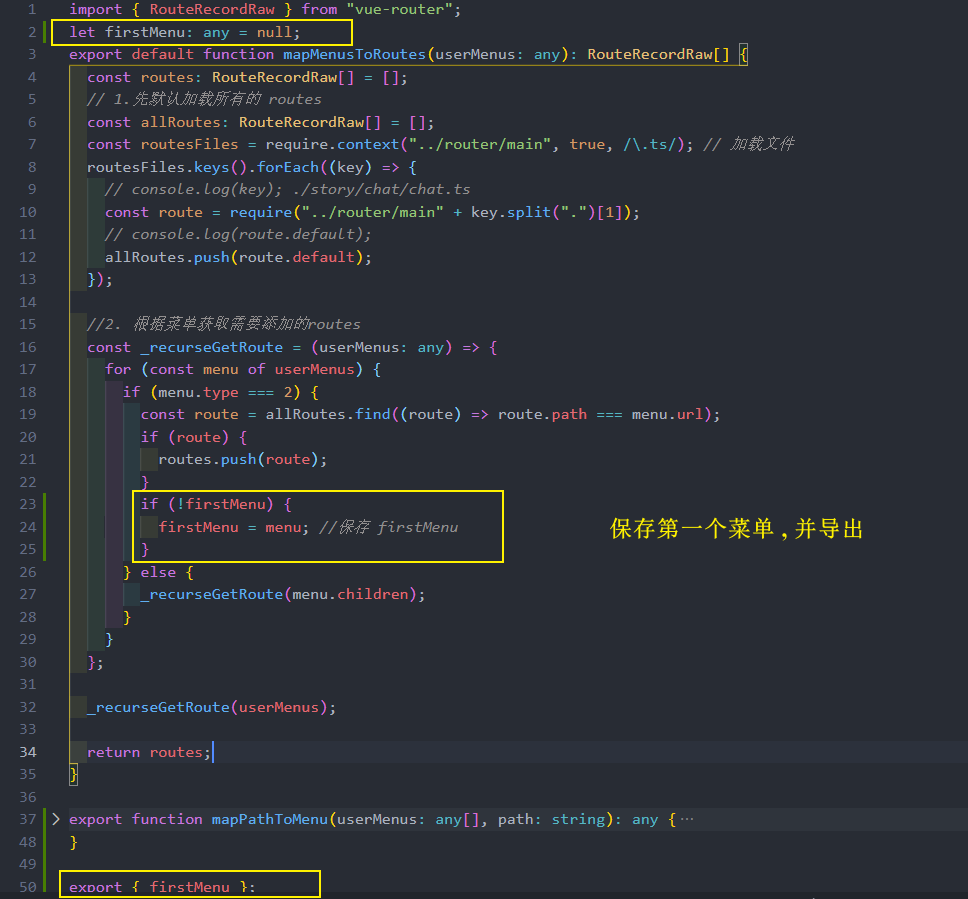 1 import { RouteRecordRaw } from "vue-router";
2 let firstMenu: any = null;
3 export default function mapMenusToRoutes(userMenus: any): RouteRecordRaw[] {
4 const routes: RouteRecordRaw[] = [];
5 // 1.先默认加载所有的 routes
6 const allRoutes: RouteRecordRaw[] = [];
7 const routesFiles = require.context("../router/main", true, /\.ts/); // 加载文件
8 routesFiles.keys().forEach((key) => {
9 // console.log(key); ./story/chat/chat.ts
10 const route = require("../router/main" + key.split(".")[1]);
11 // console.log(route.default);
12 allRoutes.push(route.default);
13 });
14
15 //2. 根据菜单获取需要添加的routes
16 const _recurseGetRoute = (userMenus: any) => {
17 for (const menu of userMenus) {
18 if (menu.type === 2) {
19 const route = allRoutes.find((route) => route.path === menu.url);
20 if (route) {
21 routes.push(route);
22 }
23 if (!firstMenu) {
24 firstMenu = menu; //保存 firstMenu
25 }
保存第一个菜单,并导出
26 } else {
27 _recurseGetRoute(menu.children);
28 }
29 }
30 };
31
32 _recurseGetRoute(userMenus);
33
34 return routes;
35 }
36
37 export function mapPathToMenu(userMenus: any[], path: string): any {…
48 }
49
50 export { firstMenu };